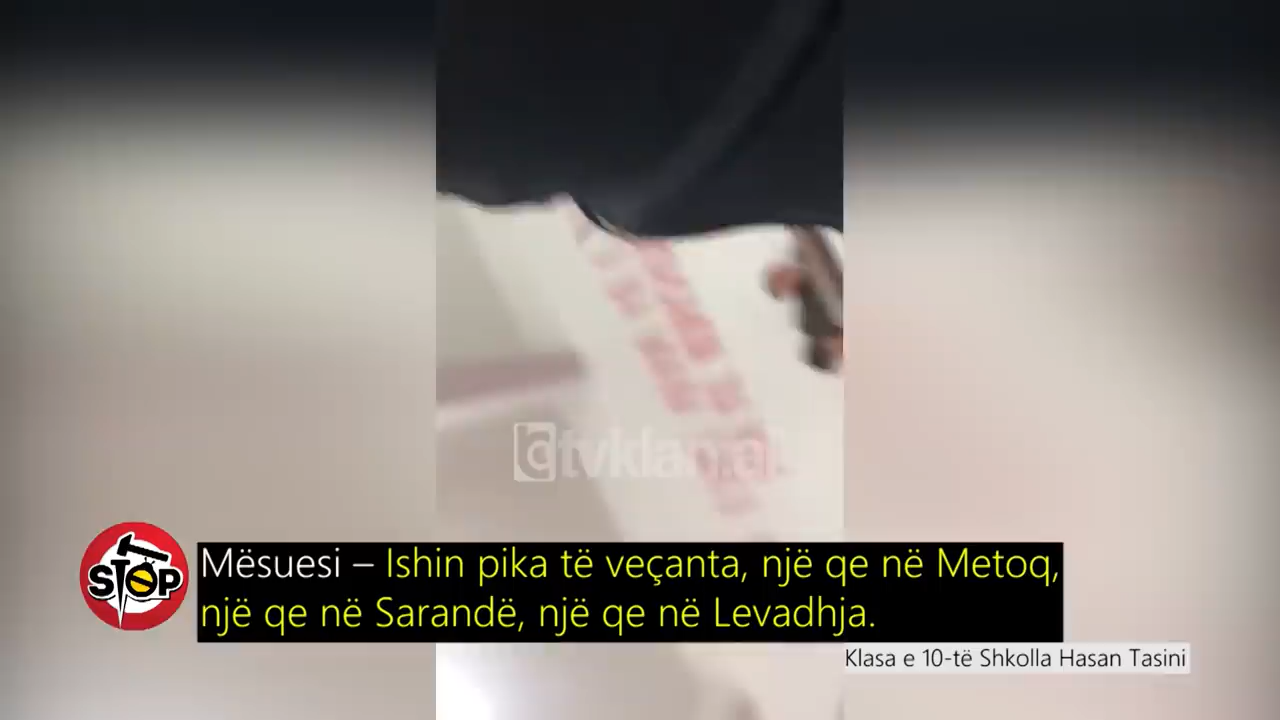 tvklan.al
STOP
Mësuesi – Ishin pika të veçanta, një qe në Metoq,
një qe në Sarandë, një qe në Levadhja.
Klasa e 10-të Shkolla Hasan Tasini